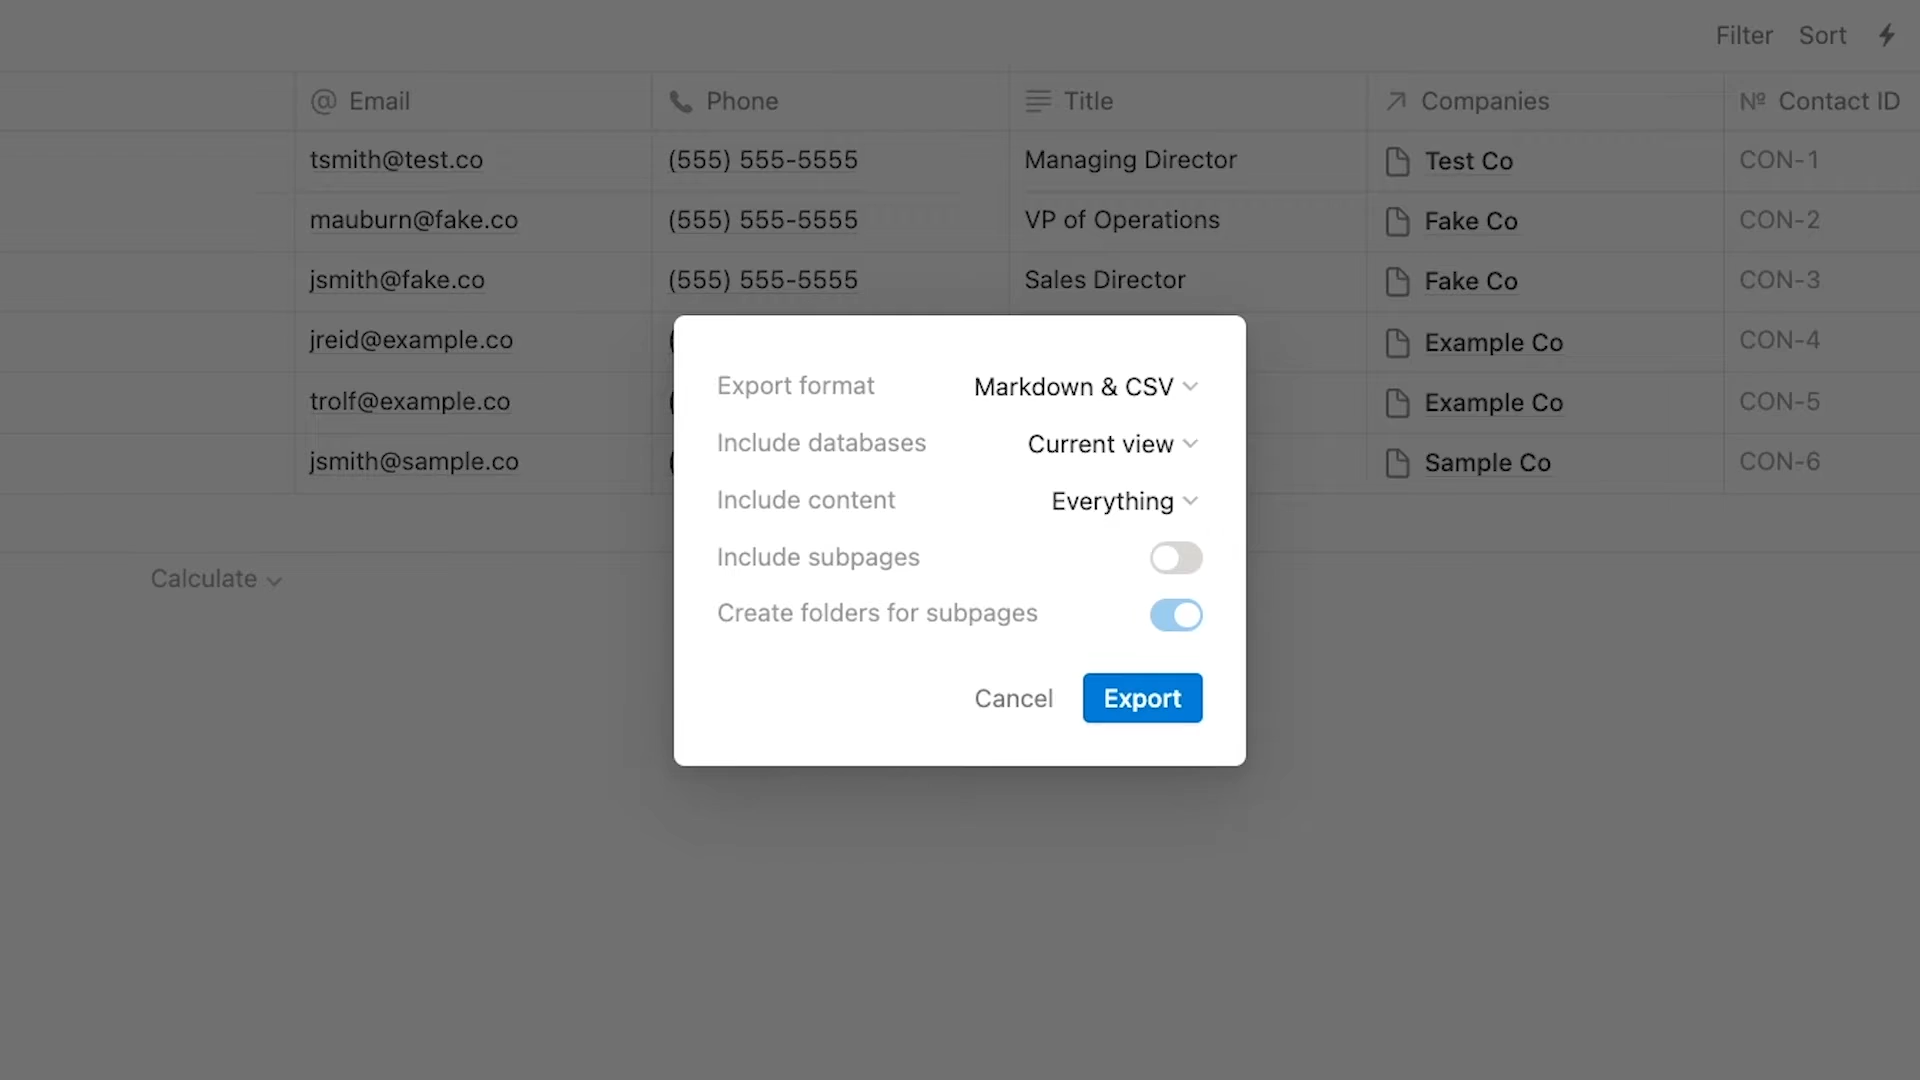 Filter Sort
@ Email Phone Title Companies Nº Contact ID
tsmith@test.co (555) 555-5555 Managing Director Test Co CON-1
mauburn@fake.co (555) 555-5555 VP of Operations Fake Co CON-2
jsmith@fake.co (555) 555-5555 Sales Director Fake Co CON-3
jreid@example.co ( Example Co CON-4
trolf@example.co ( Example Co CON-5
jsmith@sample.co ( Sample Co CON-6
Calculate
Export format Markdown & CSV
Include databases Current view
Include content Everything
Include subpages
Create folders for subpages
Cancel Export